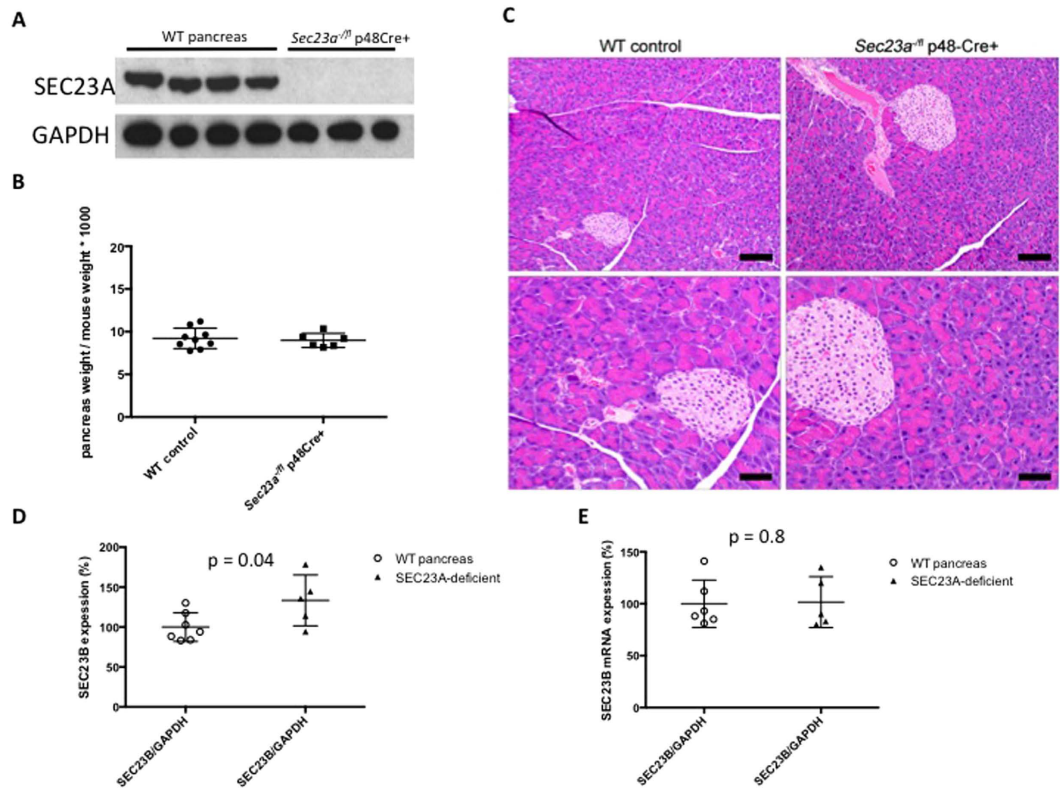 A
WT pancreas
Sec23a-/fl p48Cre+
SEC23A
GAPDH
B
pancreas weight / mouse weight * 1000
20
15
10
5
0
WT control
Sec23a-/fl p48Cre+
C
WT control
Sec23a-/fl p48-Cre+
D
SEC23B expession (%)
200
150
100
50
0
p = 0.04
WT pancreas
SEC23A-deficient
SEC23B/GAPDH
SEC23B/GAPDH
E
SEC23B mRNA expession (%)
150
100
50
0
p = 0.8
WT pancreas
SEC23A-deficient
SEC23B/GAPDH
SEC23B/GAPDH